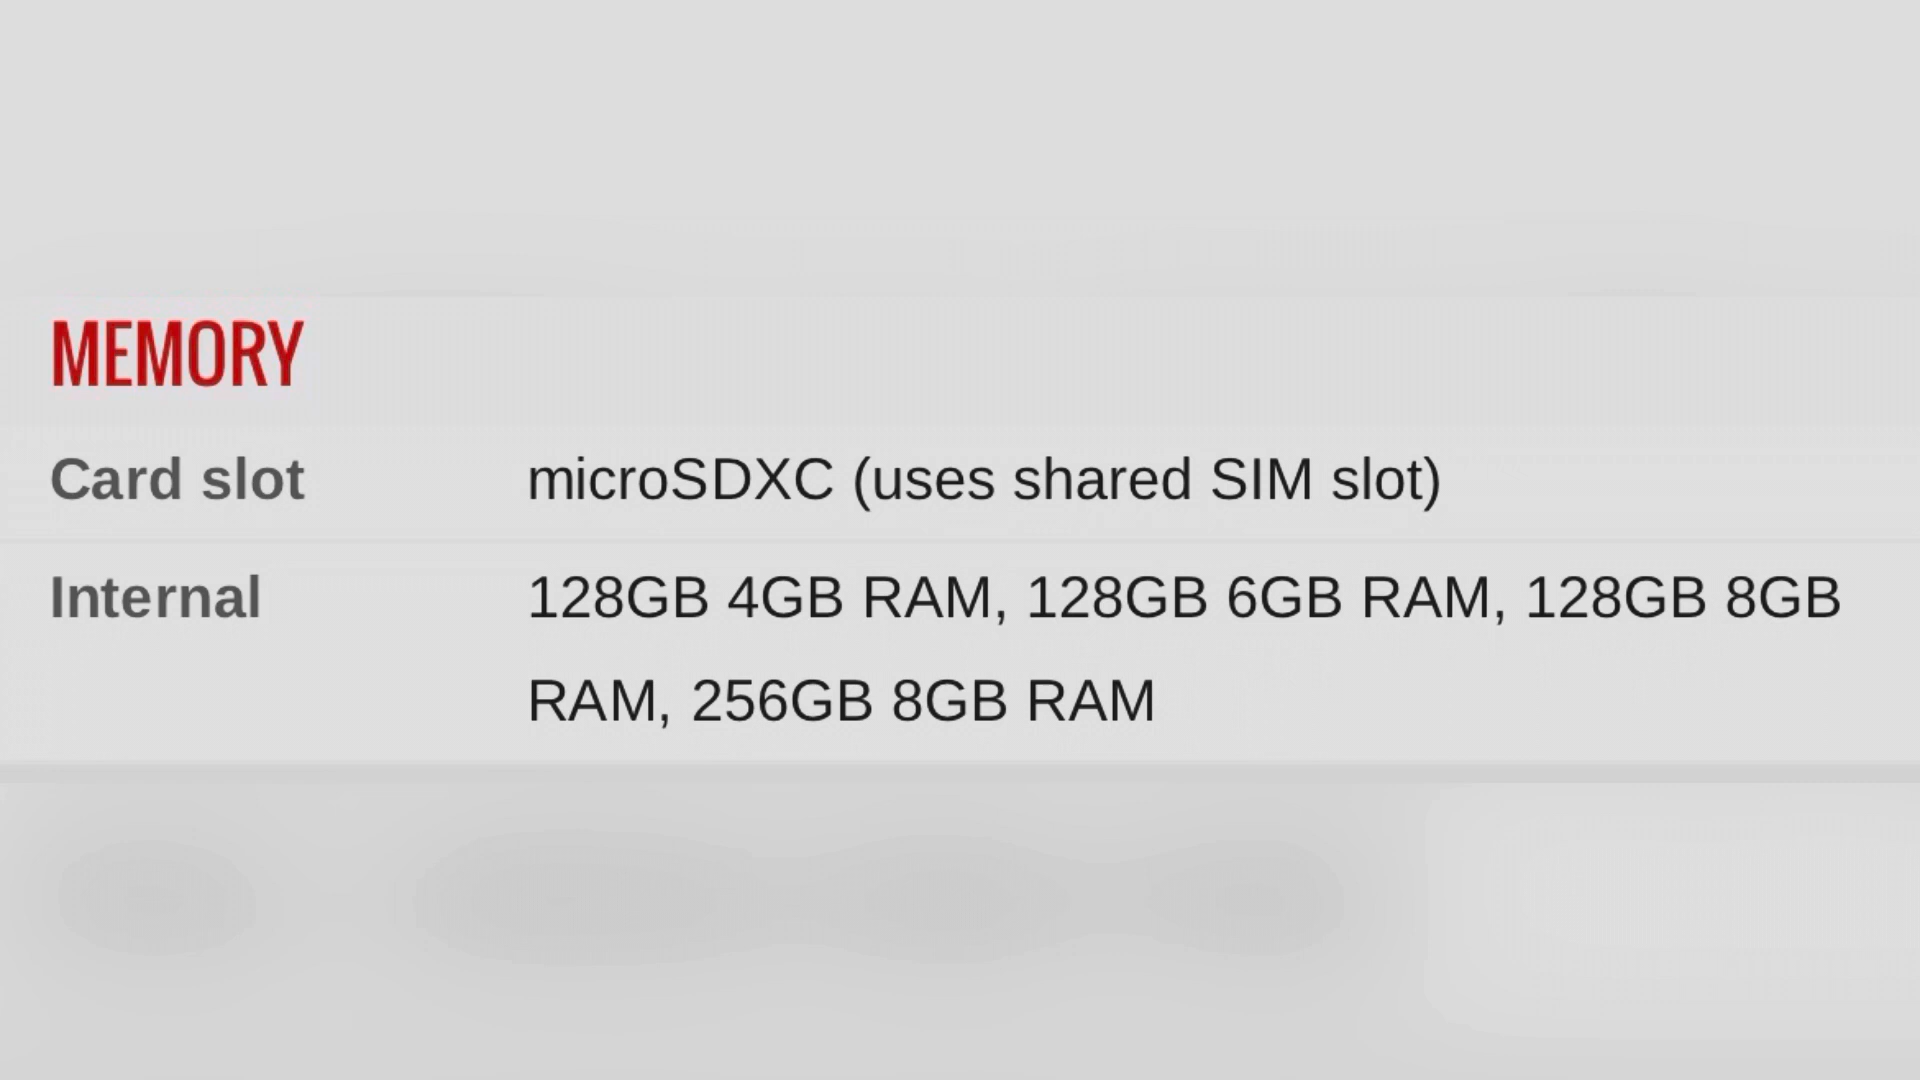 MEMORY
Card slot microSDXC (uses shared SIM slot)
Internal 128GB 4GB RAM, 128GB 6GB RAM, 128GB 8GB
RAM, 256GB 8GB RAM